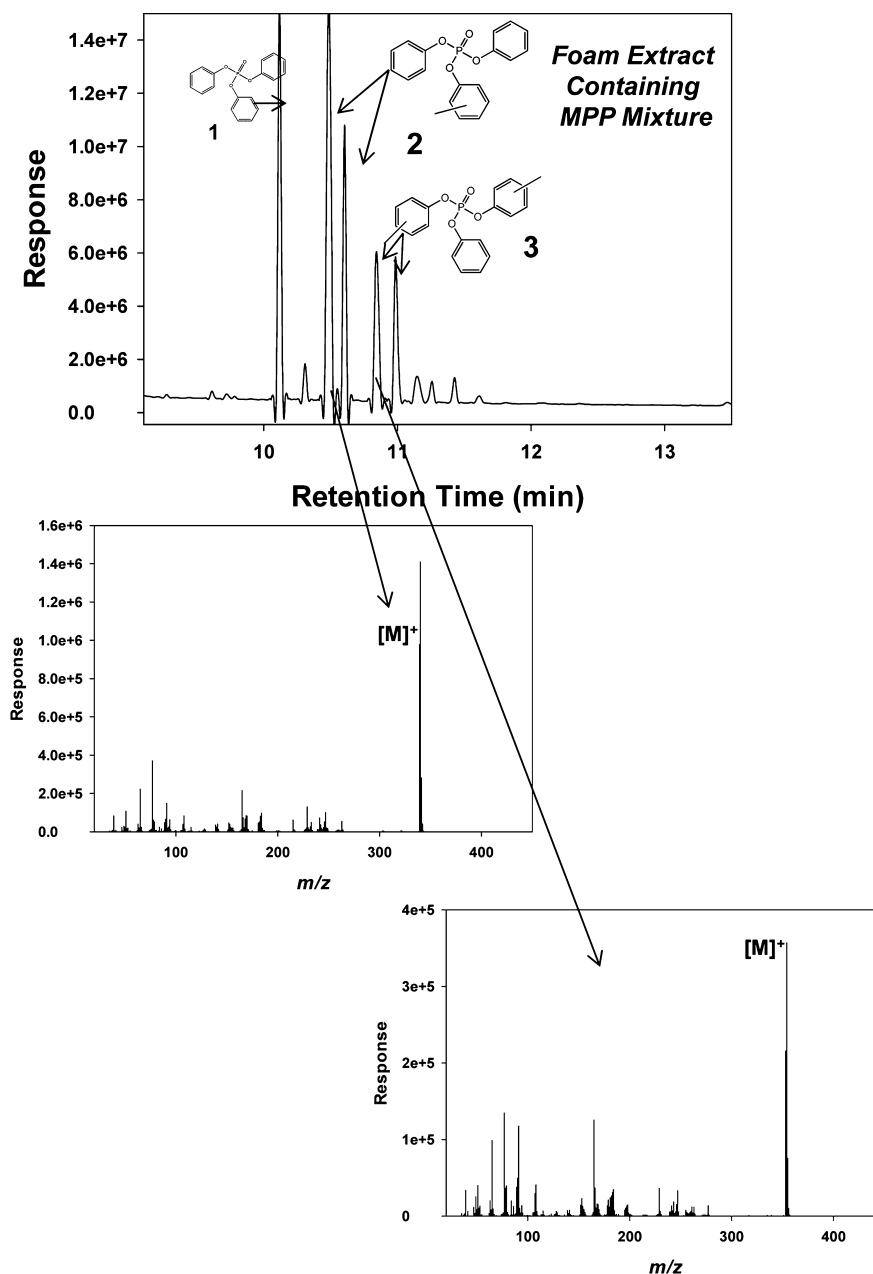 1.4e+7
1.2e+7
1.0e+7
8.0e+6
6.0e+6
4.0e+6
2.0e+6
0.0
Response
Foam Extract
Containing
MPP Mixture
O
O
P
O
O
1
O
O
P
O
O
2
O
O
P
O
O
3
10
11
12
13
Retention Time (min)
1.6e+6
1.4e+6
1.2e+6
1.0e+6
8.0e+5
6.0e+5
4.0e+5
2.0e+5
0.0
Response
[M]+
100
200
300
400
m/z
4e+5
3e+5
2e+5
1e+5
0
Response
[M]+
100
200
300
400
m/z